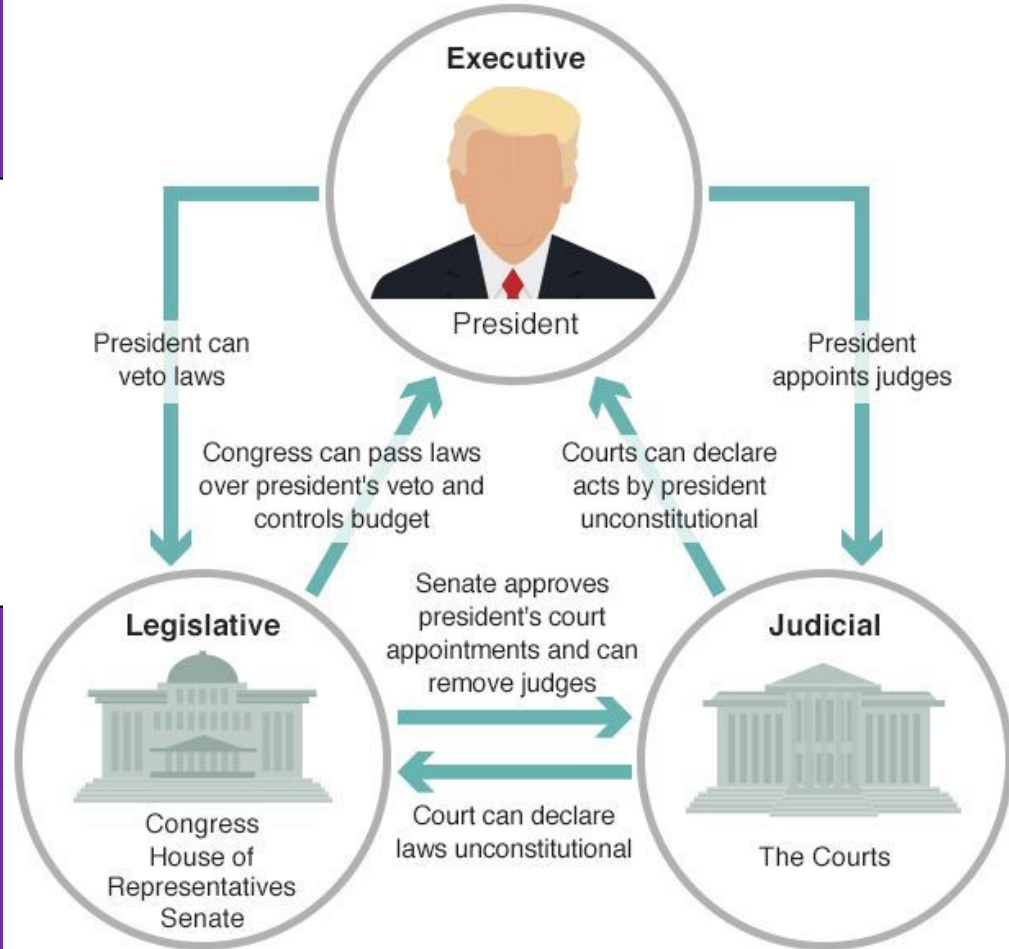 Executive
President
President can
veto laws
President
appoints judges
Congress can pass laws
over president's veto and
controls budget
Courts can declare
acts by president
unconstitutional
Senate approves
president's court
appointments and can
remove judges
Legislative
Congress
House of
Representatives
Senate
Judicial
The Courts
Court can declare
laws unconstitutional